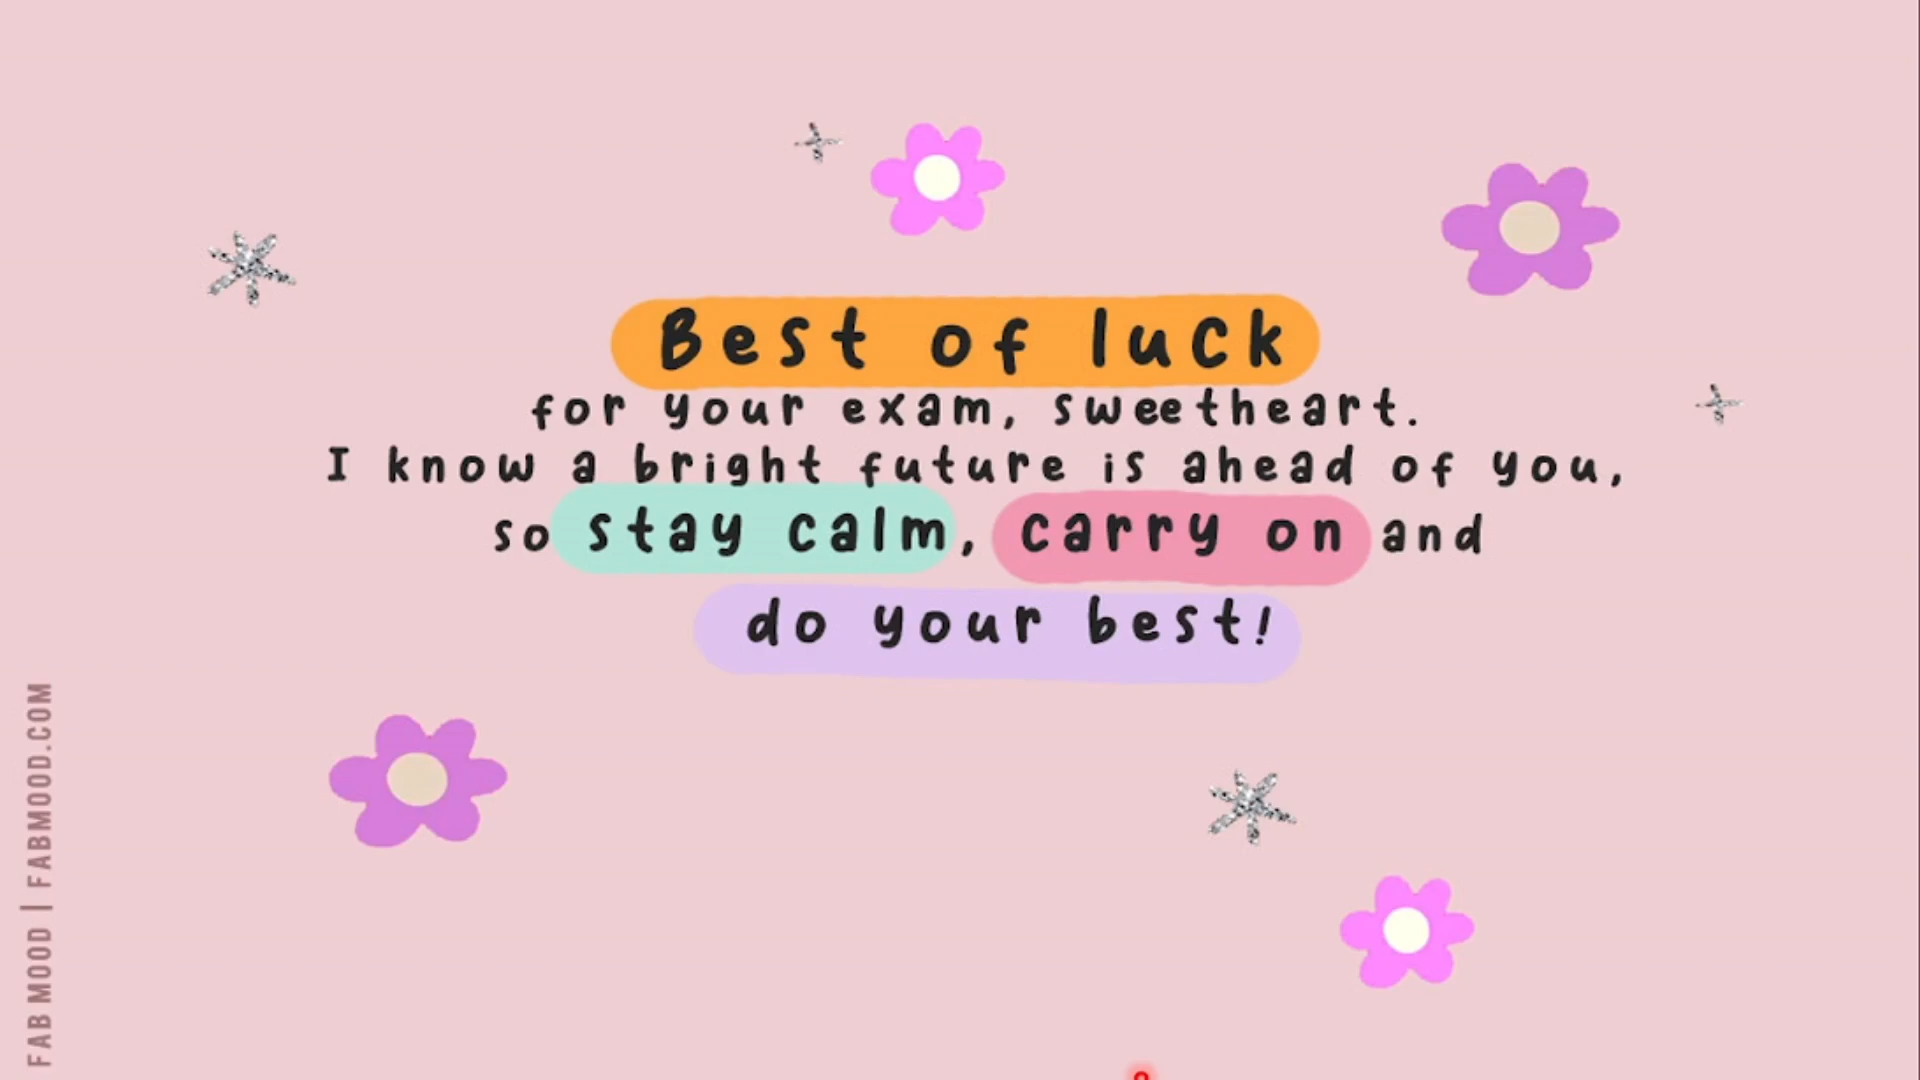 Best of luck
for your exam, sweetheart.
I know a bright future is ahead of you,
so stay calm, carry on and
do your best!
FAB MOOD | FABMOOD.COM